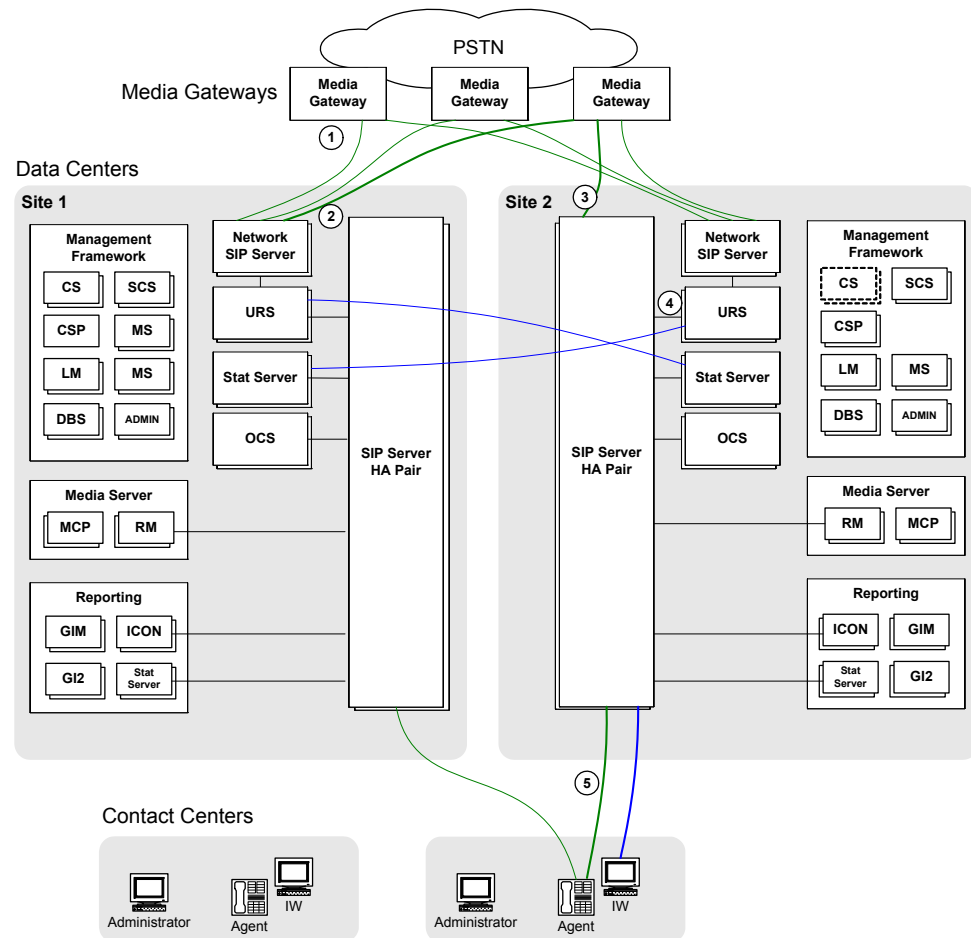 PSTN
Media Gateways
Media
Gateway
Media
Gateway
Media
Gateway
1
Data Centers
Site 1
2
Management
Framework
CS
SCS
CSP
MS
LM
MS
DBS
ADMIN
Network
SIP Server
URS
Stat Server
OCS
SIP Server
HA Pair
Media Server
MCP
RM
Reporting
GIM
ICON
GI2
Stat
Server
Site 2
3
SIP Server
HA Pair
Network
SIP Server
4
URS
Stat Server
OCS
Management
Framework
CS
SCS
CSP
LM
MS
DBS
ADMIN
Media Server
RM
MCP
Reporting
ICON
GIM
Stat
Server
GI2
5
Contact Centers
Administrator
Agent
IW
Administrator
Agent
IW